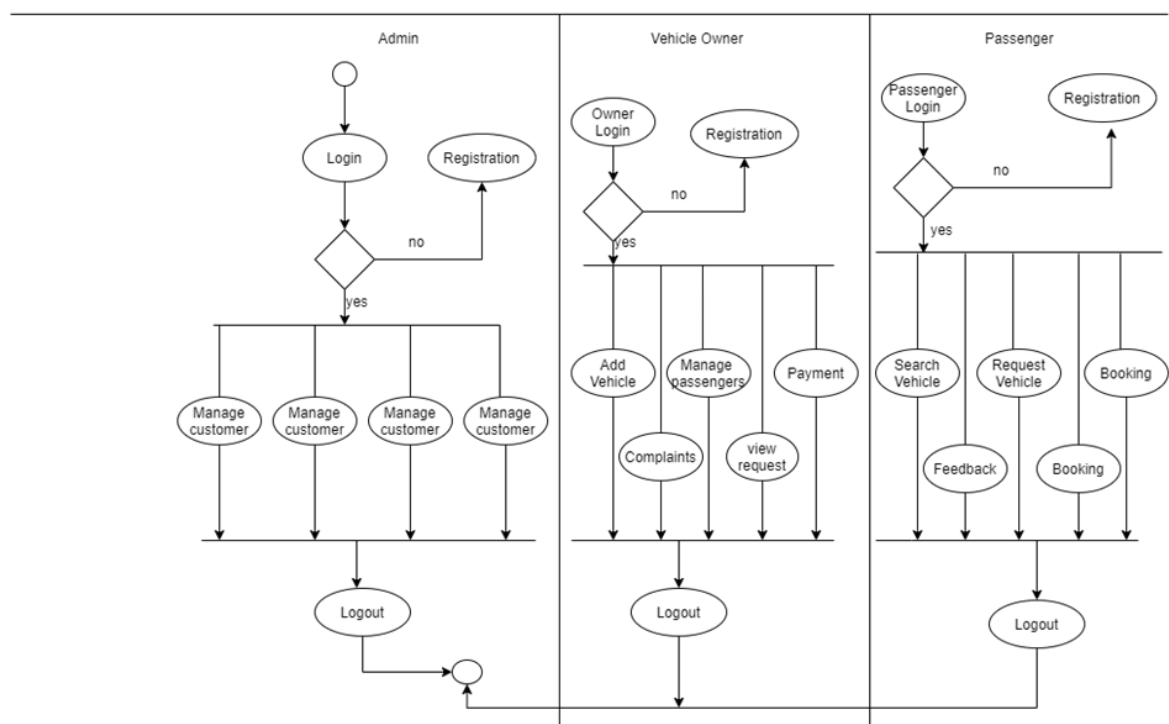 Admin
Vehicle Owner
Passenger
Login
Registration
no
yes
Manage
customer
Manage
customer
Manage
customer
Manage
customer
Logout
Owner
Login
Registration
no
yes
Add
Vehicle
Manage
passengers
Payment
Complaints
view
request
Logout
Passenger
Login
Registration
no
yes
Search
Vehicle
Request
Vehicle
Booking
Feedback
Booking
Logout